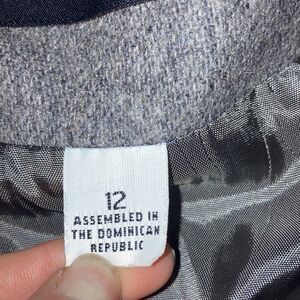 12
ASSEMBLED IN
THE DOMINICAN
REPUBLIC